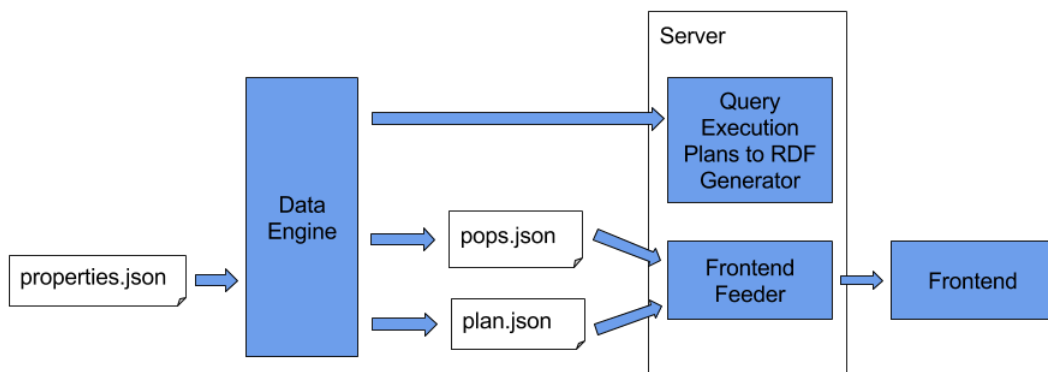 Server
Query
Execution
Plans to RDF
Generator
Data
Engine
pops.json
properties.json
Frontend
Feeder
Frontend
plan.json